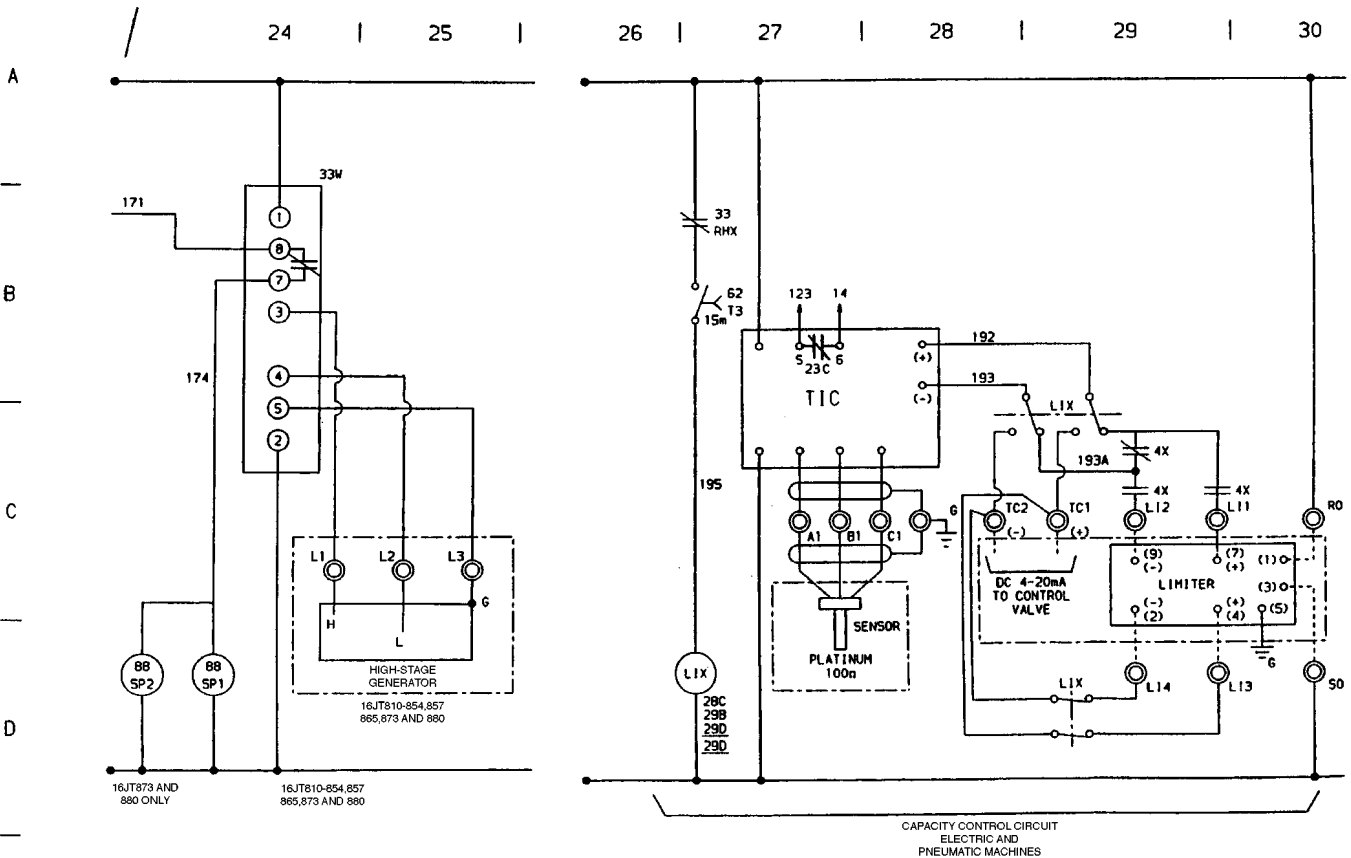 24 25 26 27 28 29 30
A
33W
171
1
33
RHX
8
7
B
62
T3
15m
123 14
3
5 6
23C
(+)
192
174
4
TIC
(-)
193
5
LIX
2
193A
4X
195
C
4X 4X
G
TC2 TC1 LI2 LI1 RO
A1 B1 C1
(-) (+)
L1 L2 L3
(9) (7) (1)
(-) (+)
DC 4-20mA
TO CONTROL
VALVE
LIMITER
(3)
(-) (+) (5)
(2) (4)
G
H
L
SENSOR
PLATINUM
100Ω
G
HIGH-STAGE
GENERATOR
88
SP2
88
SP1
LIX
LIX
LI4 LI3 SO
16JT810-854,857
865,873 AND 880
28C
29B
29D
29D
D
16JT873 AND
880 ONLY
16JT810-854,857
865,873 AND 880
CAPACITY CONTROL CIRCUIT
ELECTRIC AND
PNEUMATIC MACHINES